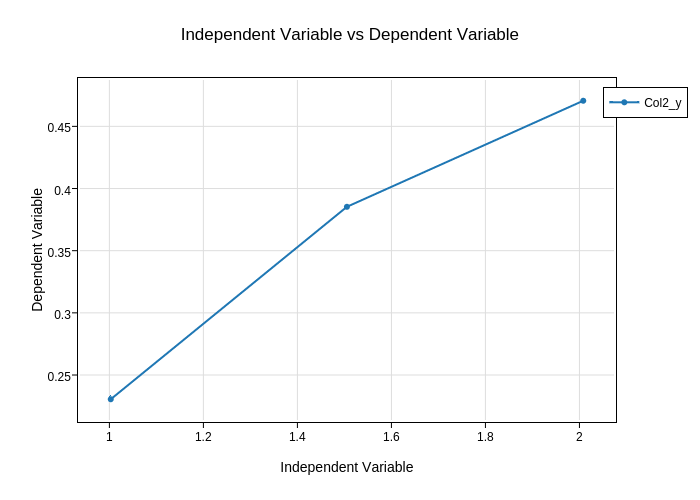 Independent Variable vs Dependent Variable
Col2_y
0.45
0.4
0.35
0.3
0.25
Dependent Variable
1 1.2 1.4 1.6 1.8 2
Independent Variable